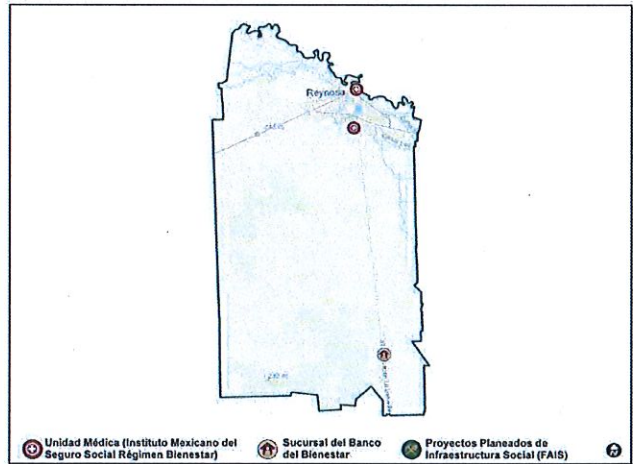 Reynosa
Unidad Médica (Instituto Mexicano del
Seguro Social Régimen Bienestar)
Sucursal del Banco
del Bienestar
Proyectos Planeados de
Infraestructura Social (FAIS)